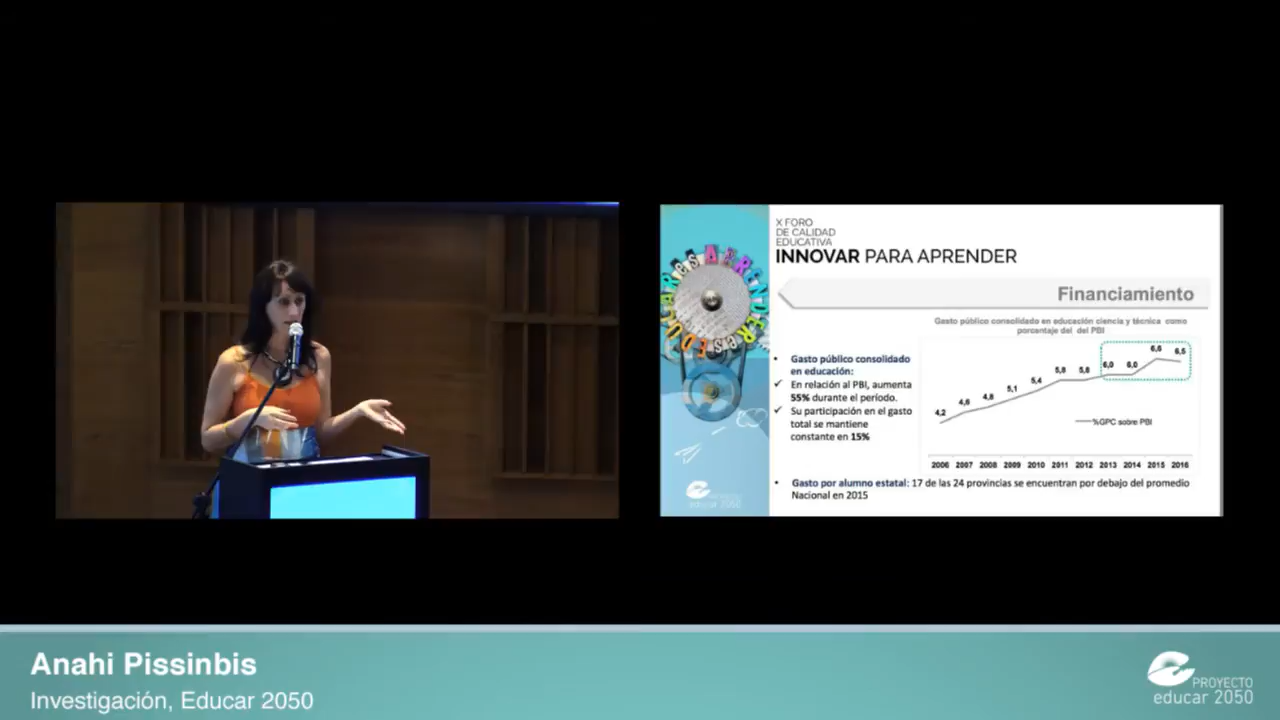 X FORO
DE CALIDAD
EDUCATIVA
INNOVAR PARA APRENDER
Financiamiento
Gasto público consolidado en educación ciencia y técnica como
porcentaje del del PBI
• Gasto público consolidado
en educación:
✓ En relación al PBI, aumenta
55% durante el período.
✓ Su participación en el gasto
total se mantiene
constante en 15%
4,2
4,6
4,8
5,1
5,4
5,8
5,8
6,0
6,0
6,6
6,5
%GPC sobre PBI
2006 2007 2008 2009 2010 2011 2012 2013 2014 2015 2016
• Gasto por alumno estatal: 17 de las 24 provincias se encuentran por debajo del promedio
Nacional en 2015
PROYECTO
educar 2050
Anahi Pissinbis
Investigación, Educar 2050
PROYECTO
educar 2050